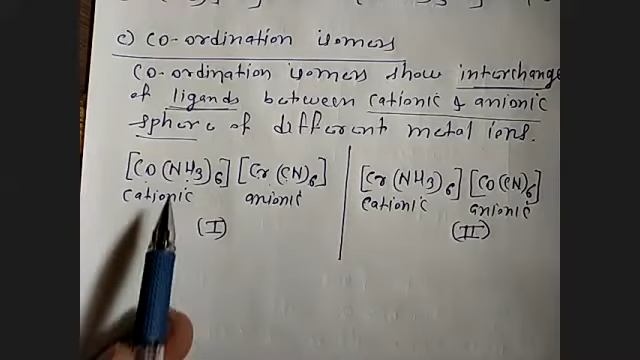 c) Co-ordination isomers
Co-ordination isomers show interchange
of ligands between cationic & anionic
sphere of different metal ions.
[CO(NH3)6] [Cr(CN)6] [Cr(NH3)6] [CO(CN)6]
cationic anionic cationic anionic
(I) (II)